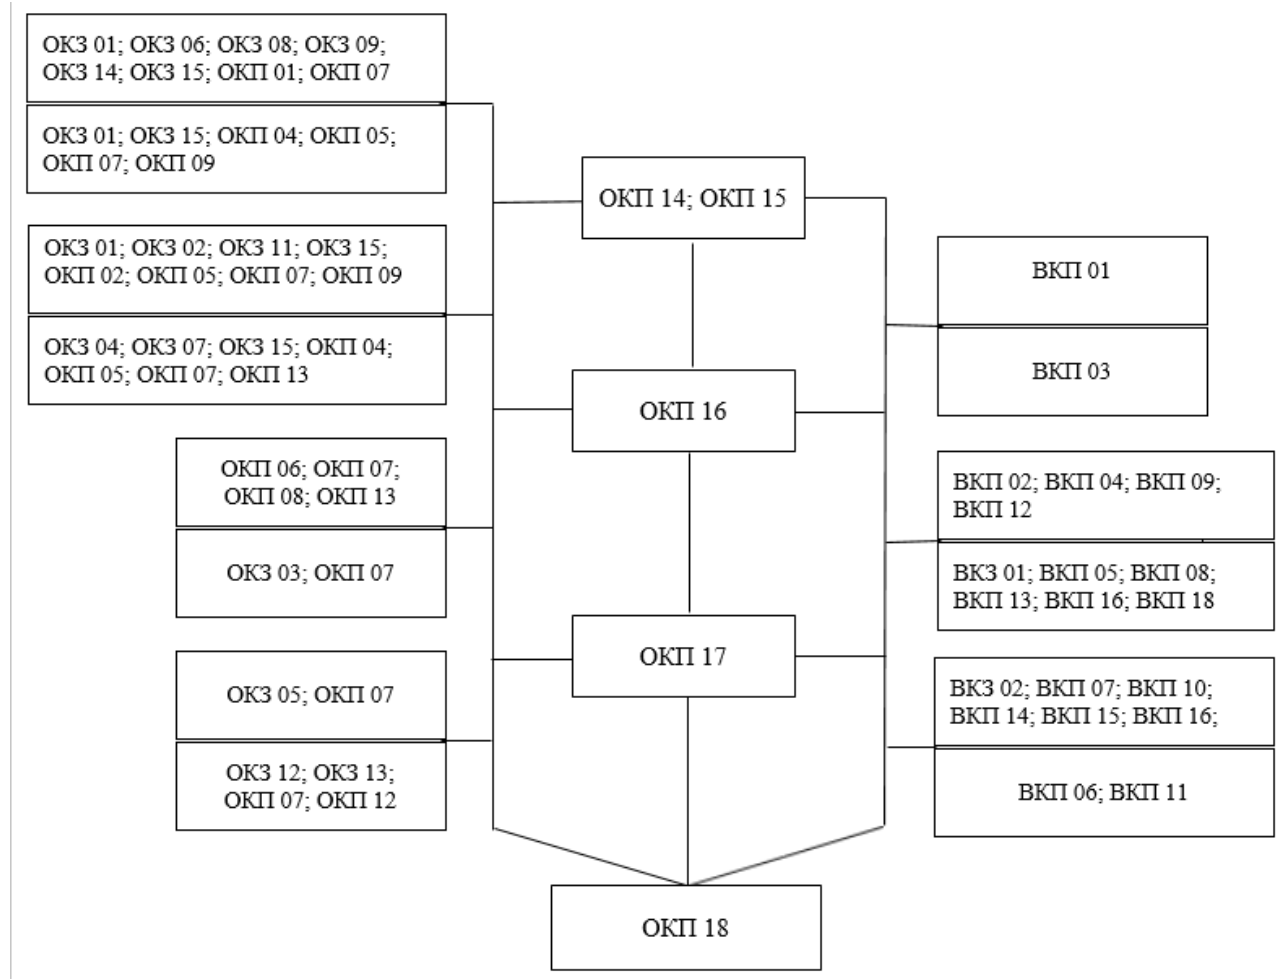 ОКЗ 01; ОКЗ 06; ОКЗ 08; ОКЗ 09;
ОКЗ 14; ОКЗ 15; ОКП 01; ОКП 07
ОКЗ 01; ОКЗ 15; ОКП 04; ОКП 05;
ОКП 07; ОКП 09
ОКЗ 01; ОКЗ 02; ОКЗ 11; ОКЗ 15;
ОКП 02; ОКП 05; ОКП 07; ОКП 09
ОКЗ 04; ОКЗ 07; ОКЗ 15; ОКП 04;
ОКП 05; ОКП 07; ОКП 13
ОКП 06; ОКП 07;
ОКП 08; ОКП 13
ОКЗ 03; ОКП 07
ОКЗ 05; ОКП 07
ОКЗ 12; ОКЗ 13;
ОКП 07; ОКП 12
ОКП 14; ОКП 15
ОКП 16
ОКП 17
ОКП 18
ВКП 01
ВКП 03
ВКП 02; ВКП 04; ВКП 09;
ВКП 12
ВКЗ 01; ВКП 05; ВКП 08;
ВКП 13; ВКП 16; ВКП 18
ВКЗ 02; ВКП 07; ВКП 10;
ВКП 14; ВКП 15; ВКП 16;
ВКП 06; ВКП 11